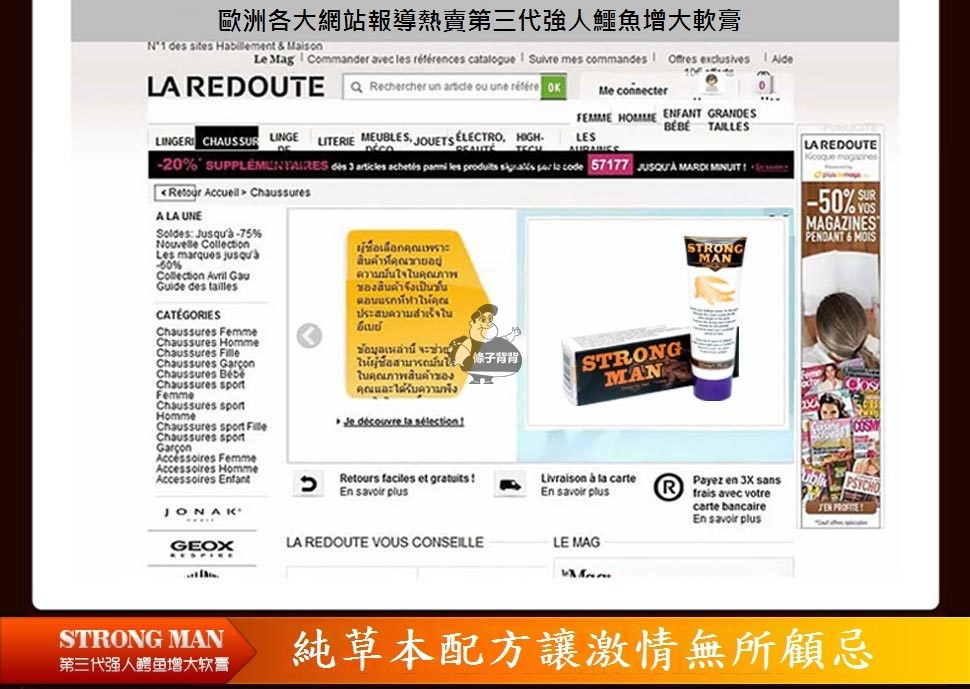 歐洲各大網站報導熱賣第三代強人鱷魚增大軟膏
N°1 des sites Habillement & Maison
Le Mag Commander avec les références catalogue Suivre mes commandes Offres exclusives Aide
LA REDOUTE
Rechercher un article ou une référe OK
Me connecter
0
FEMME HOMME ENFANT BÉBÉ GRANDES TAILLES
LINGERI CHAUSSUR LINGE DE LITERIE MEUBLES, DÉCO JOUETS ÉLECTRO, BEAUTÉ HIGH-TECH LES
-20%* SUPPLÉMENTAIRES dès 3 articles achetés parmi les produits signalés par le code 57177 JUSQU'À MARDI MINUIT !
< Retour Accueil > Chaussures
A LA UNE
Soldes: Jusqu'à -75%
Nouvelle Collection
Les marques jusqu'à
-60%
Collection Avril Gau
Guide des tailles
CATÉGORIES
Chaussures Femme
Chaussures Homme
Chaussures Fille
Chaussures Garçon
Chaussures Bébé
Chaussures sport
Femme
Chaussures sport
Homme
Chaussures sport Fille
Chaussures sport
Garçon
Accessoires Femme
Accessoires Homme
Accessoires Enfant
JONAK
PARIS
GEOX
RESPIRE
ผู้ซื้อเลือกคุณเพราะ
สินค้าที่คุณขายอยู่
ความมั่นใจในคุณภาพ
ของสินค้าจึงเป็นขั้น
ตอนแรกที่ทำให้คุณ
ประสบความสำเร็จใน
อีเบย์
ข้อมูลเหล่านี้ จะช่วย
ให้ผู้ซื้อสามารถมั่นใ
ในคุณภาพสินค้าของ
คุณและได้รับความพึง
條子背背
Je découvre la sélection !
STRONG
MAN
STRONG
MAN
Retours faciles et gratuits !
En savoir plus
Livraison à la carte
En savoir plus
Payez en 3X sans
frais avec votre
carte bancaire
En savoir plus
LA REDOUTE VOUS CONSEILLE
LE MAG
le Mag
PUBLICITÉ
LA REDOUTE
Kiosque magazines
-50% SUR
VOS
MAGAZINES*
PENDANT 6 MOIS
J'EN PROFITE !
*Sauf offres spéciales
STRONG MAN
第三代强人鳄鱼增大软膏
純草本配方讓激情無所顧忌